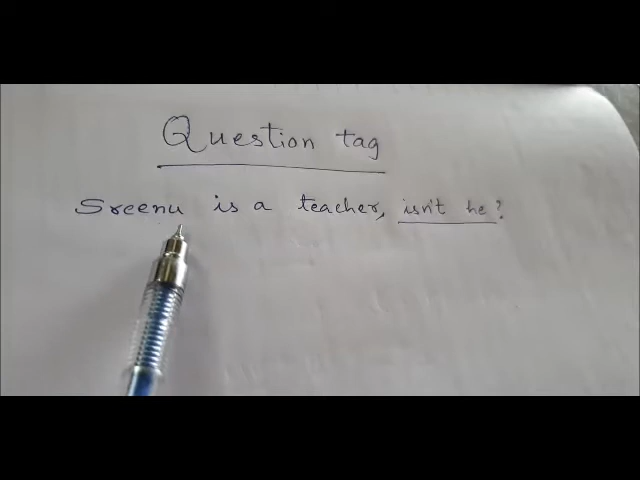 Question tag
Sreenu is a teacher, isn't he?